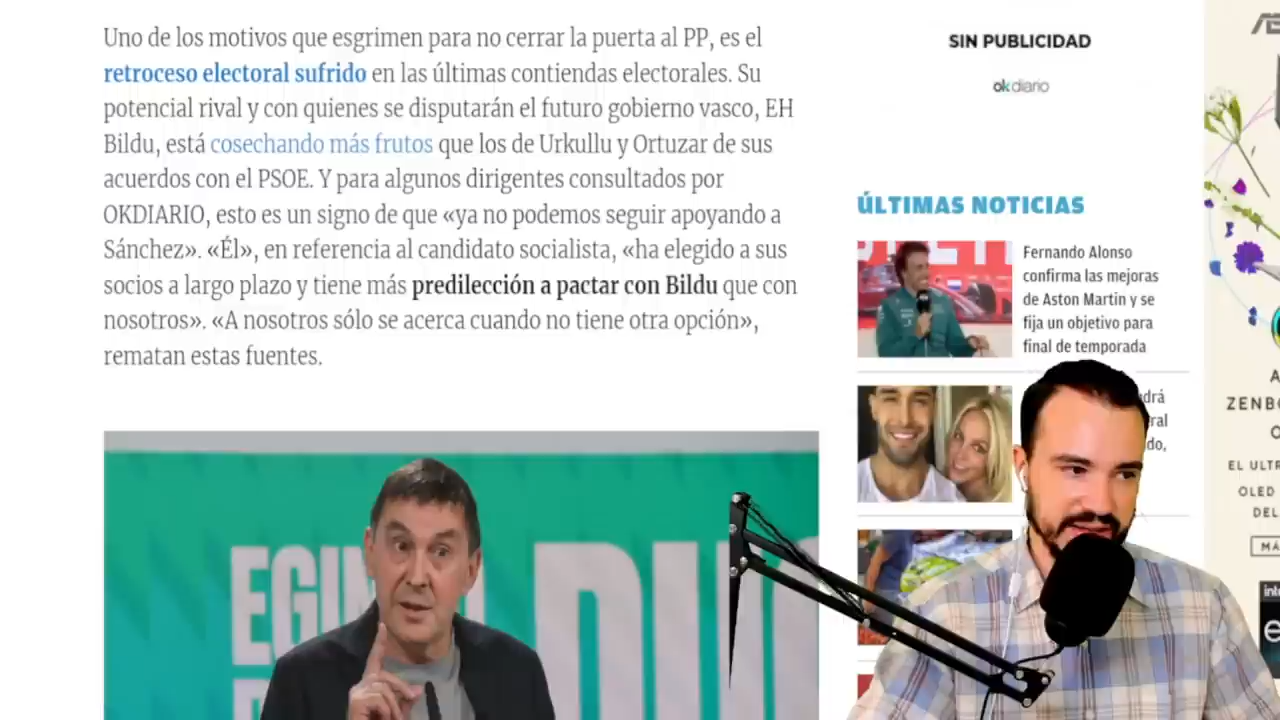 Uno de los motivos que esgrimen para no cerrar la puerta al PP, es el
retroceso electoral sufrido en las últimas contiendas electorales. Su
potencial rival y con quienes se disputarán el futuro gobierno vasco, EH
Bildu, está cosechando más frutos que los de Urkullu y Ortuzar de sus
acuerdos con el PSOE. Y para algunos dirigentes consultados por
OKDIARIO, esto es un signo de que «ya no podemos seguir apoyando a
Sánchez». «Él», en referencia al candidato socialista, «ha elegido a sus
socios a largo plazo y tiene más predilección a pactar con Bildu que con
nosotros». «A nosotros sólo se acerca cuando no tiene otra opción»,
rematan estas fuentes.
SIN PUBLICIDAD
okdiario
ÚLTIMAS NOTICIAS
Fernando Alonso
confirma las mejoras
de Aston Martin y se
fija un objetivo para
final de temporada
ZENB
EL ULTR
OLED
DEL
MÁ